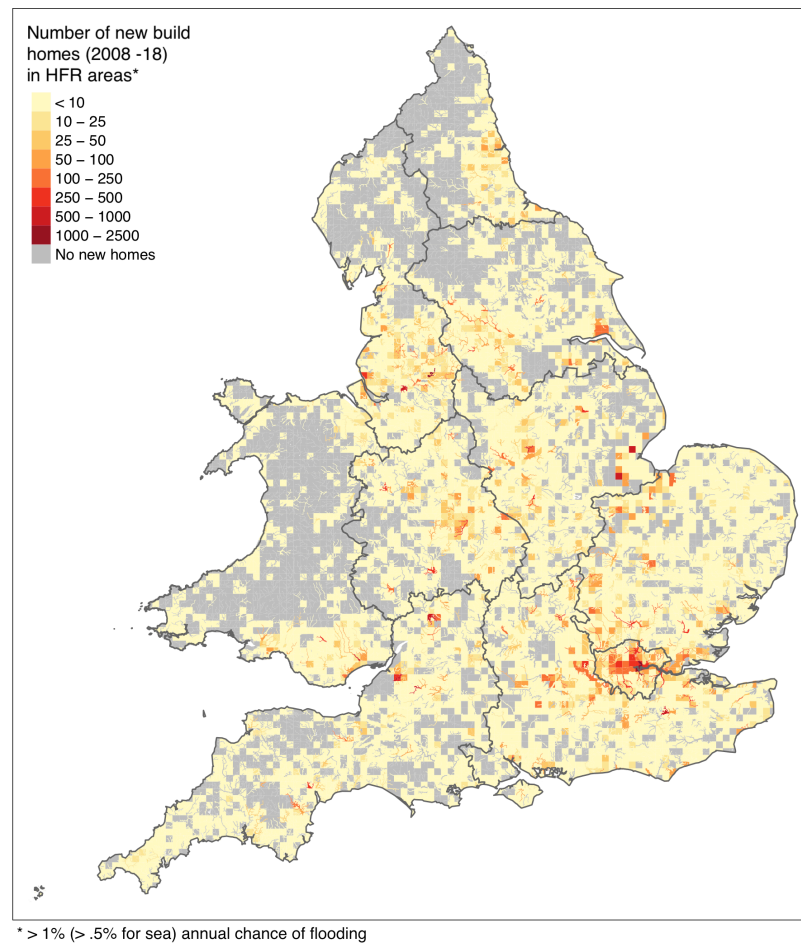 Number of new build
homes (2008 -18)
in HFR areas*
< 10
10 – 25
25 – 50
50 – 100
100 – 250
250 – 500
500 – 1000
1000 – 2500
No new homes
* > 1% (> .5% for sea) annual chance of flooding